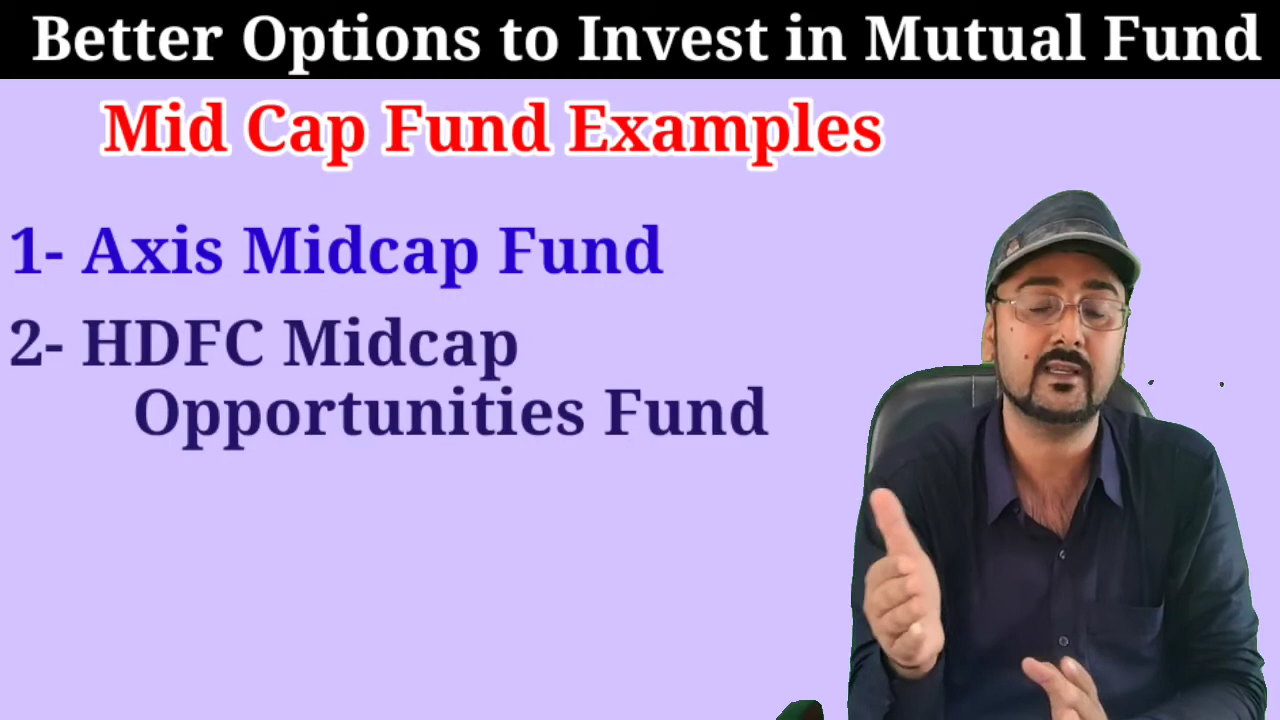 Better Options to Invest in Mutual Fund
Mid Cap Fund Examples
1- Axis Midcap Fund
2- HDFC Midcap
Opportunities Fund